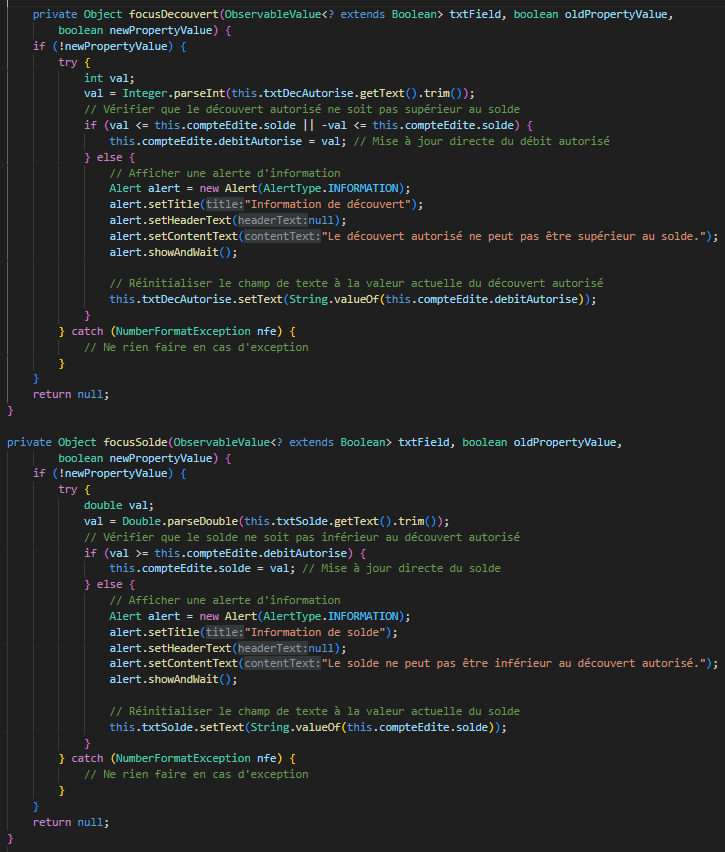 private Object focusDecouvert(ObservableValue<? extends Boolean> txtField, boolean oldPropertyValue,
        boolean newPropertyValue) {
    if (!newPropertyValue) {
        try {
            int val;
            val = Integer.parseInt(this.txtDecAutorise.getText().trim());
            // Vérifier que le découvert autorisé ne soit pas supérieur au solde
            if (val <= this.compteEdite.solde || -val <= this.compteEdite.solde) {
                this.compteEdite.debitAutorise = val; // Mise à jour directe du débit autorisé
            } else {
                // Afficher une alerte d'information
                Alert alert = new Alert(AlertType.INFORMATION);
                alert.setTitle(title:"Information de découvert");
                alert.setHeaderText(headerText:null);
                alert.setContentText(contentText:"Le découvert autorisé ne peut pas être supérieur au solde.");
                alert.showAndWait();

                // Réinitialiser le champ de texte à la valeur actuelle du découvert autorisé
                this.txtDecAutorise.setText(String.valueOf(this.compteEdite.debitAutorise));
            }
        } catch (NumberFormatException nfe) {
            // Ne rien faire en cas d'exception
        }
    }
    return null;
}

private Object focusSolde(ObservableValue<? extends Boolean> txtField, boolean oldPropertyValue,
        boolean newPropertyValue) {
    if (!newPropertyValue) {
        try {
            double val;
            val = Double.parseDouble(this.txtSolde.getText().trim());
            // Vérifier que le solde ne soit pas inférieur au découvert autorisé
            if (val >= this.compteEdite.debitAutorise) {
                this.compteEdite.solde = val; // Mise à jour directe du solde
            } else {
                // Afficher une alerte d'information
                Alert alert = new Alert(AlertType.INFORMATION);
                alert.setTitle(title:"Information de solde");
                alert.setHeaderText(headerText:null);
                alert.setContentText(contentText:"Le solde ne peut pas être inférieur au découvert autorisé.");
                alert.showAndWait();

                // Réinitialiser le champ de texte à la valeur actuelle du solde
                this.txtSolde.setText(String.valueOf(this.compteEdite.solde));
            }
        } catch (NumberFormatException nfe) {
            // Ne rien faire en cas d'exception
        }
    }
    return null;
}